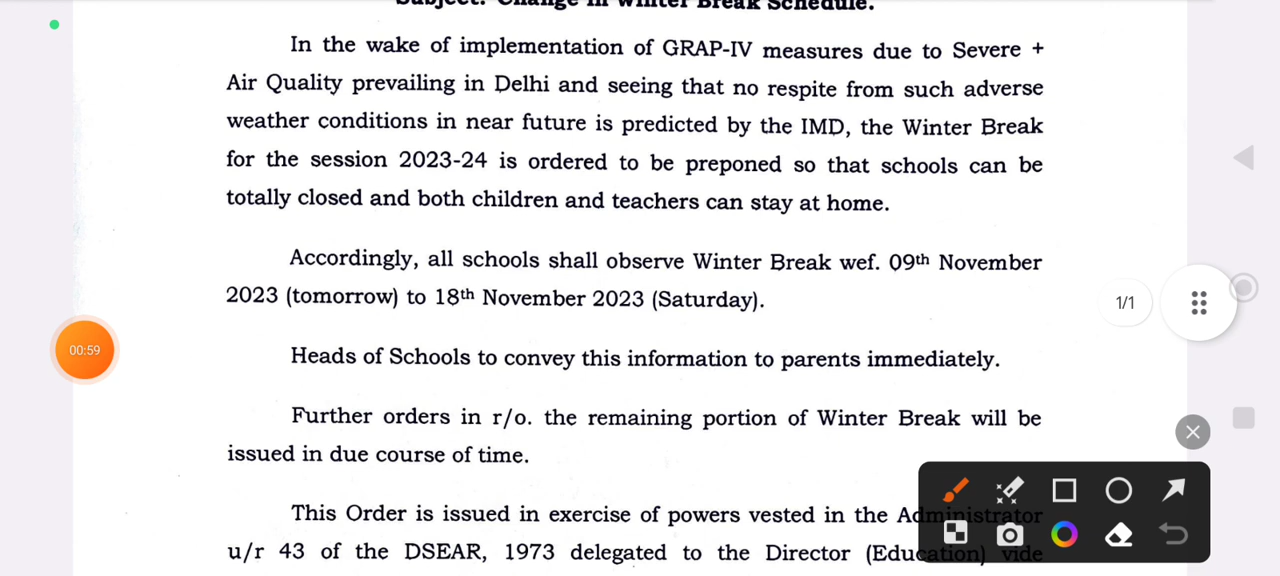 Subject: Change in Winter Break Schedule.
In the wake of implementation of GRAP-IV measures due to Severe +
Air Quality prevailing in Delhi and seeing that no respite from such adverse
weather conditions in near future is predicted by the IMD, the Winter Break
for the session 2023-24 is ordered to be preponed so that schools can be
totally closed and both children and teachers can stay at home.
Accordingly, all schools shall observe Winter Break wef. 09th November
2023 (tomorrow) to 18th November 2023 (Saturday).
1/1
00:59
Heads of Schools to convey this information to parents immediately.
Further orders in r/o. the remaining portion of Winter Break will be
issued in due course of time.
This Order is issued in exercise of powers vested in the Administrator
u/r 43 of the DSEAR, 1973 delegated to the Director (Education) vide